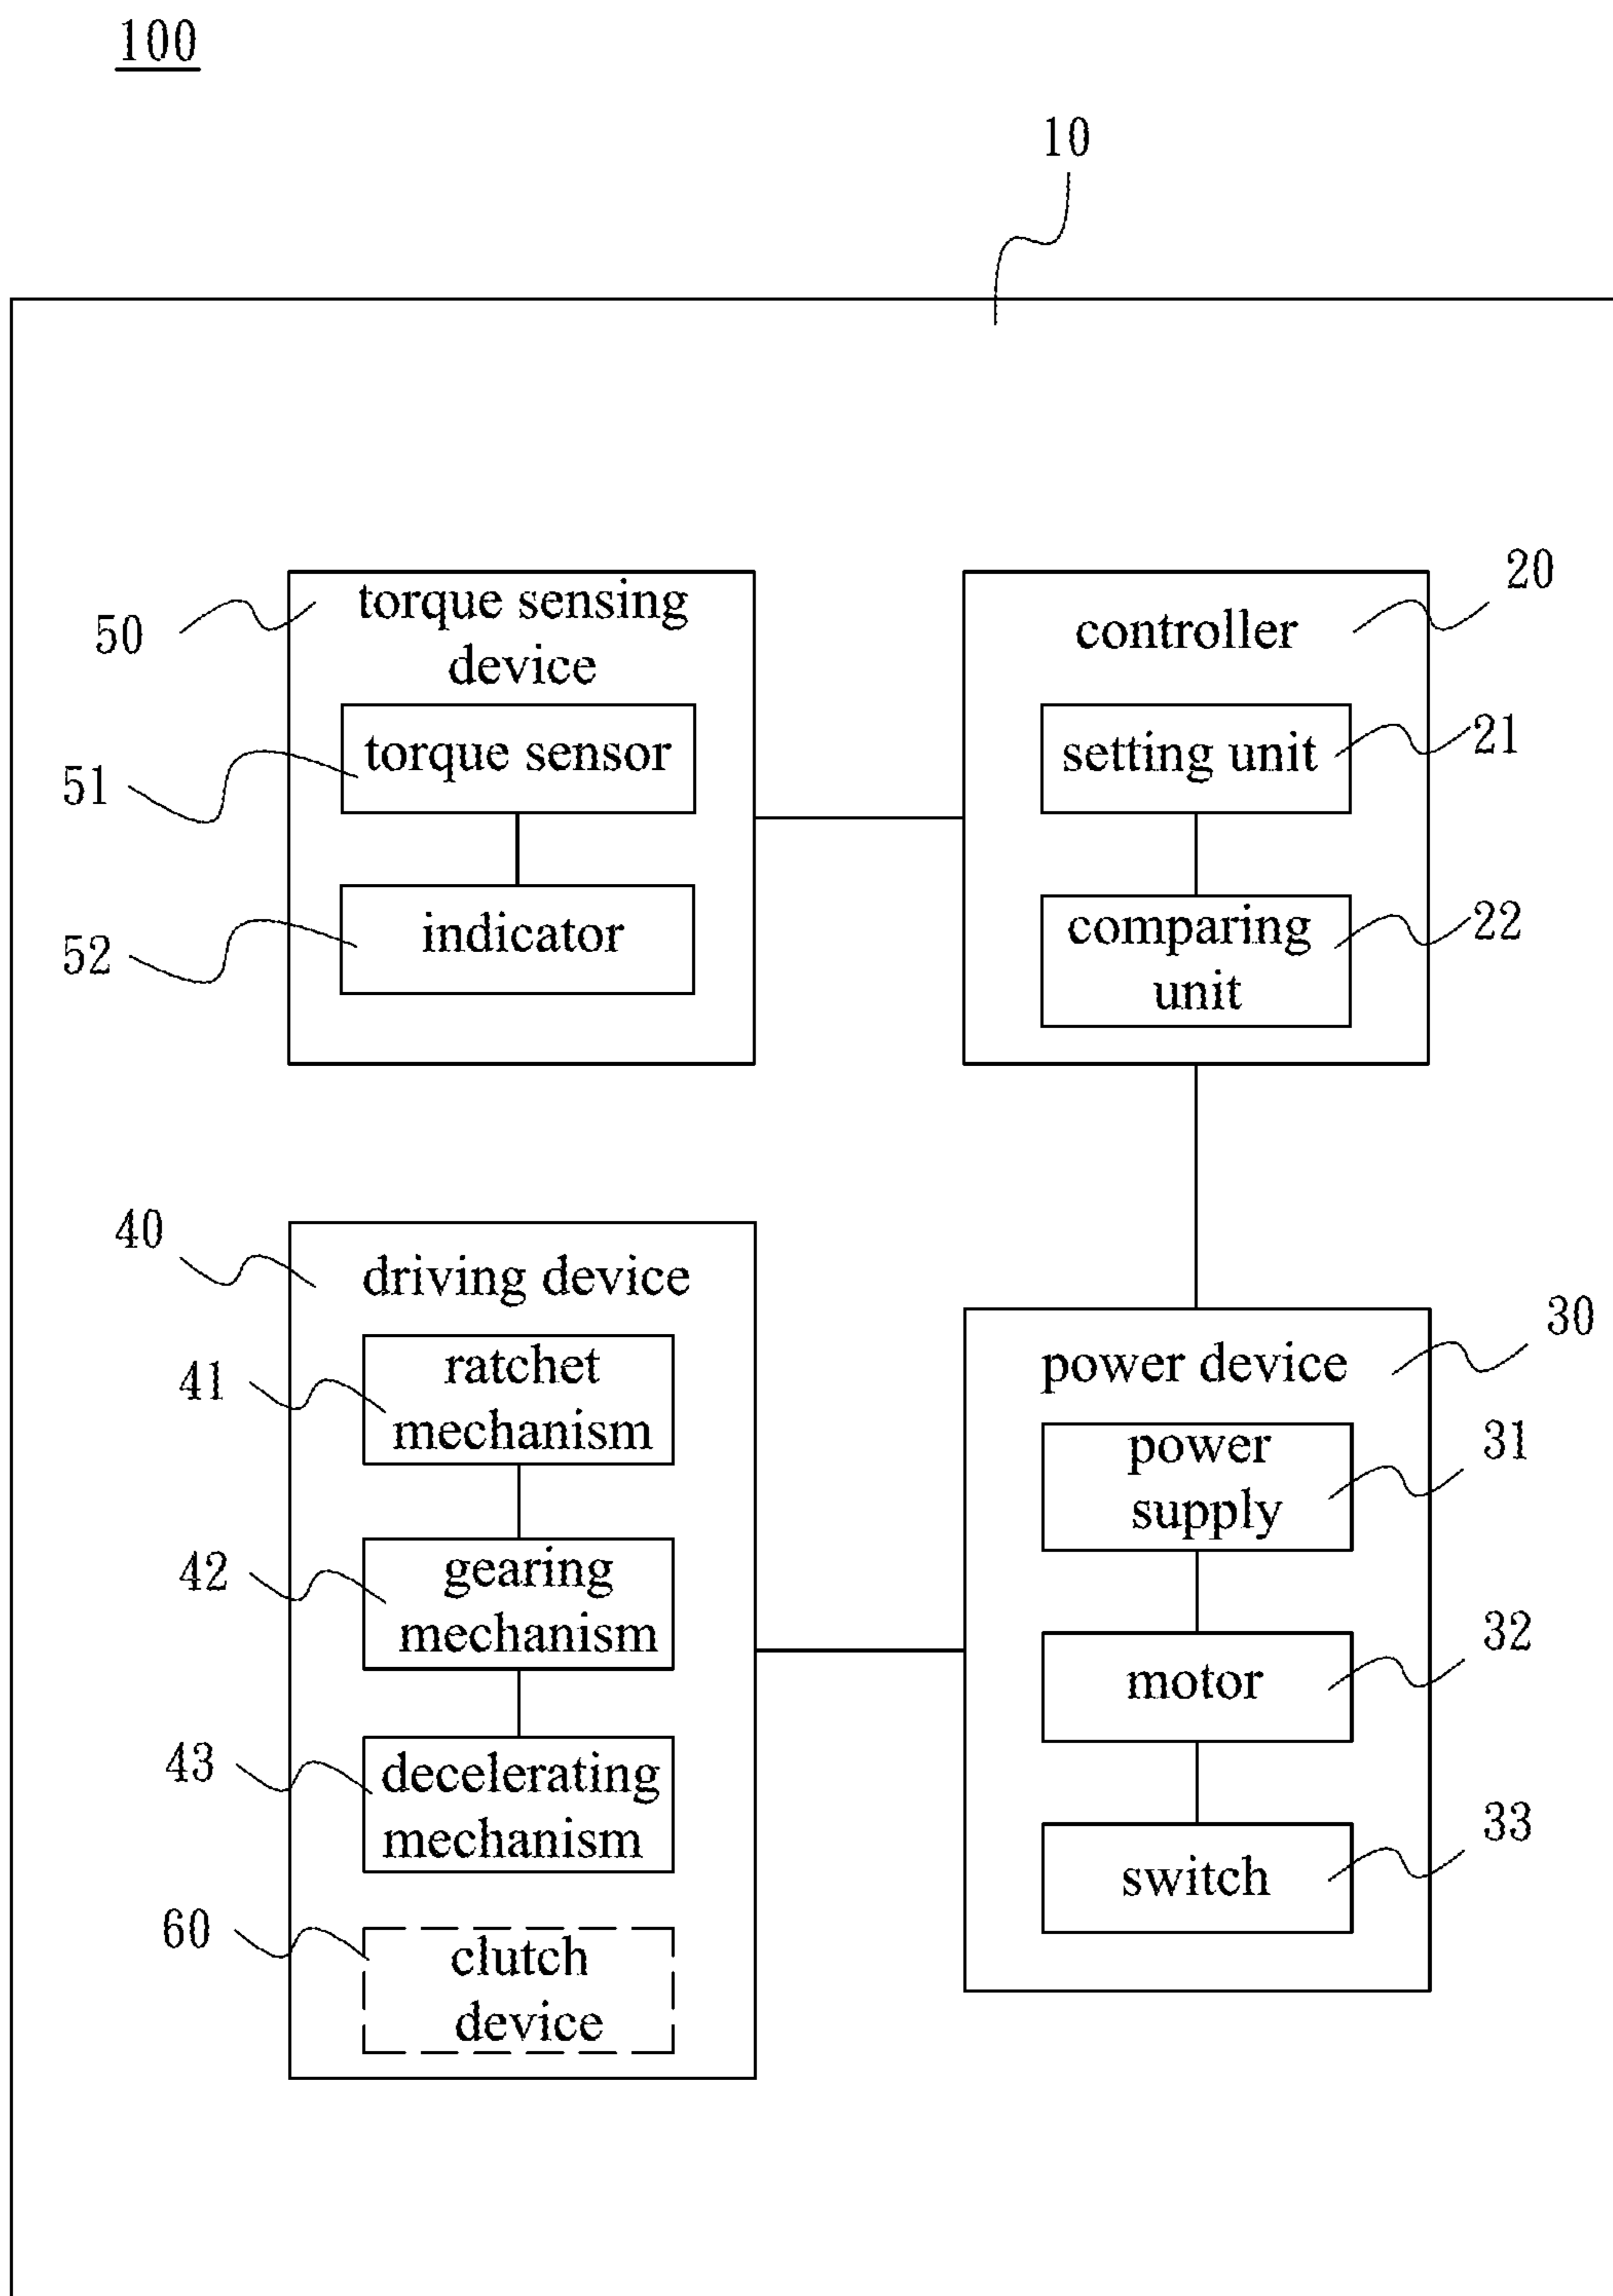 100
10
50
torque sensing
device
51
torque sensor
52
indicator
20
controller
21
setting unit
22
comparing
unit
40
driving device
41
ratchet
mechanism
42
gearing
mechanism
43
decelerating
mechanism
60
clutch
device
30
power device
31
power
supply
32
motor
33
switch